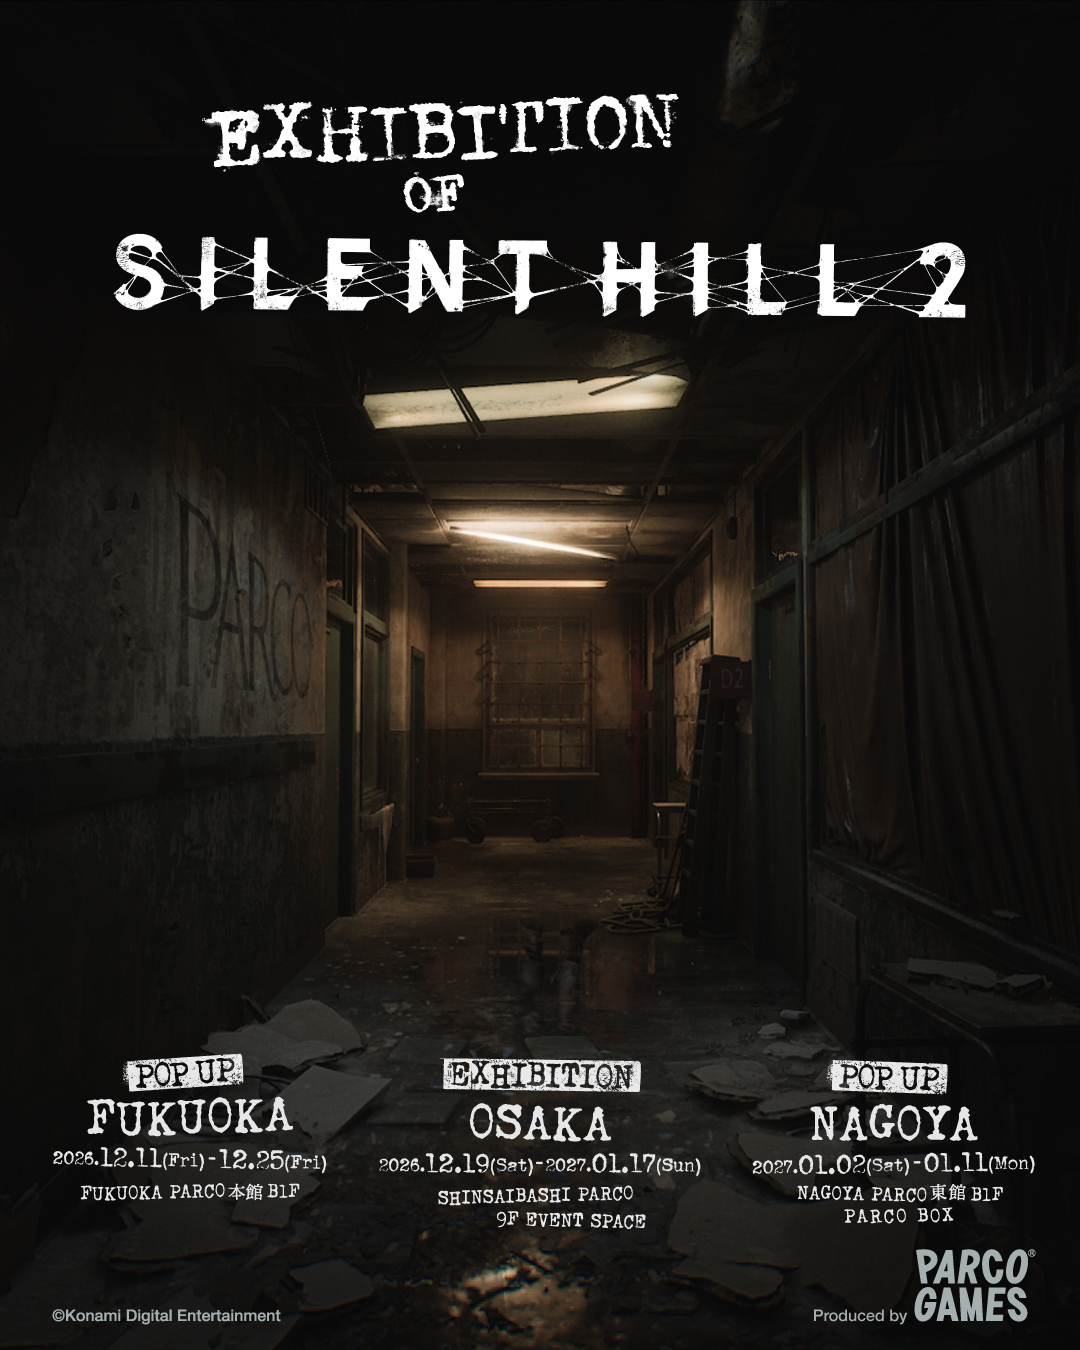 EXHIBITION
OF
SILENT HILL 2
PARCO
D2
POP UP
FUKUOKA
2026.12.11(Fri)-12.25(Fri)
FUKUOKA PARCO本館 B1F
EXHIBITION
OSAKA
2026.12.19(Sat)-2027.01.17(Sun)
SHINSAIBASHI PARCO
9F EVENT SPACE
POP UP
NAGOYA
2027.01.02(Sat)-01.11(Mon)
NAGOYA PARCO東館 B1F
PARCO BOX
©Konami Digital Entertainment
Produced by PARCO® GAMES